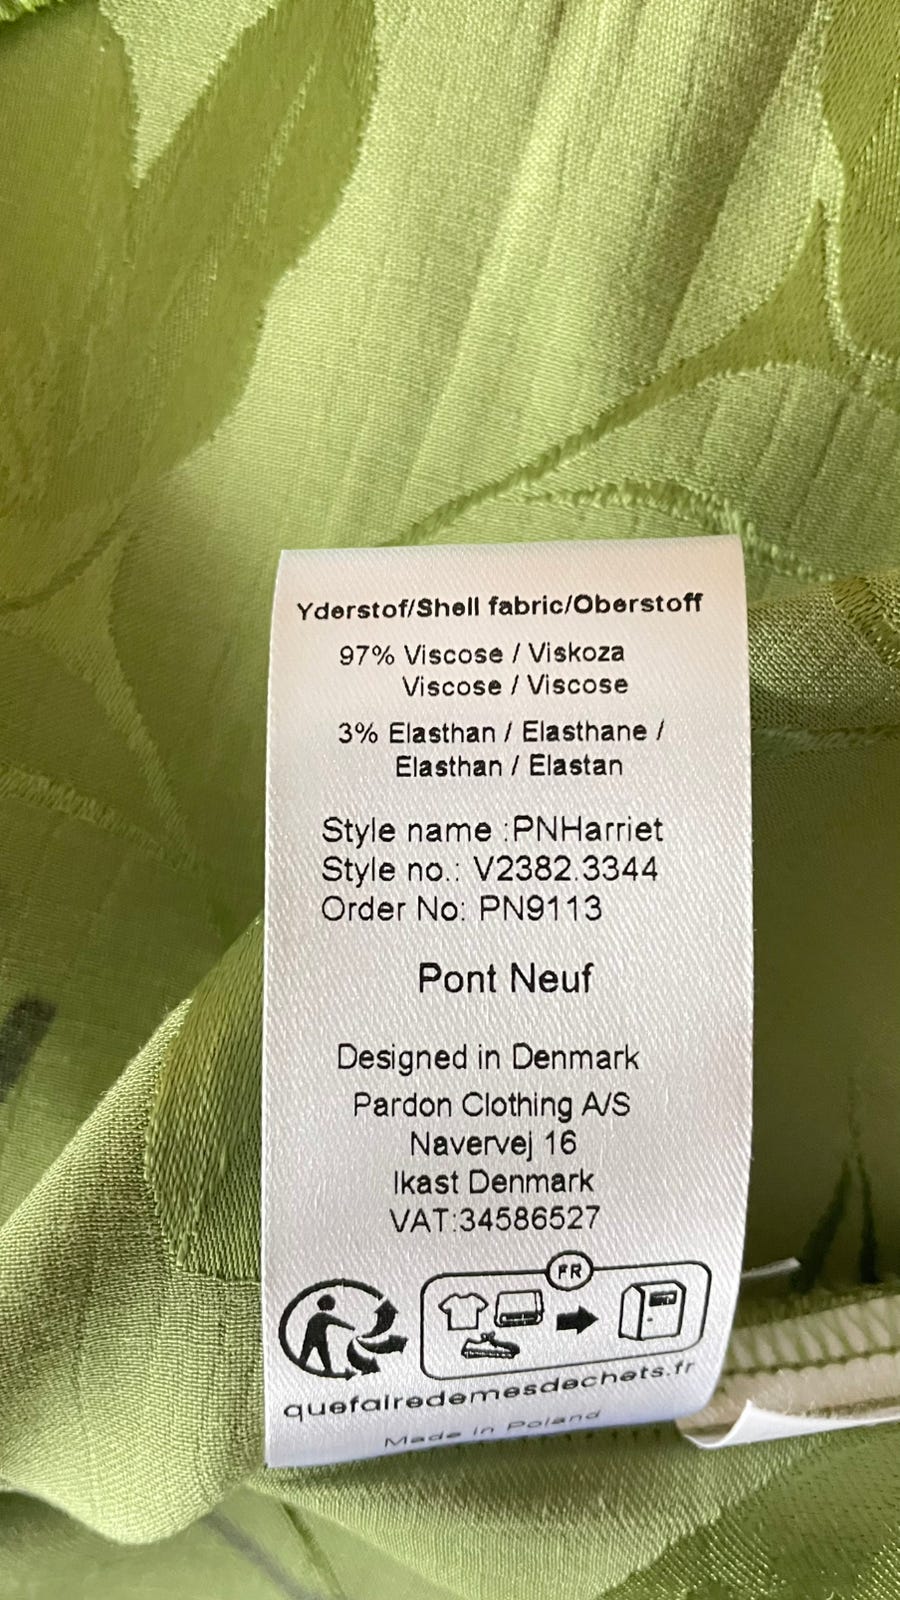 Yderstof/Shell fabric/Oberstoff
97% Viscose / Viskoza
Viscose / Viscose
3% Elasthan / Elasthane /
Elasthan / Elastan
Style name :PNHarriet
Style no.: V2382.3344
Order No: PN9113
Pont Neuf
Designed in Denmark
Pardon Clothing A/S
Navervej 16
Ikast Denmark
VAT:34586527
FR
quefairedemesdechets.fr
Made in Poland